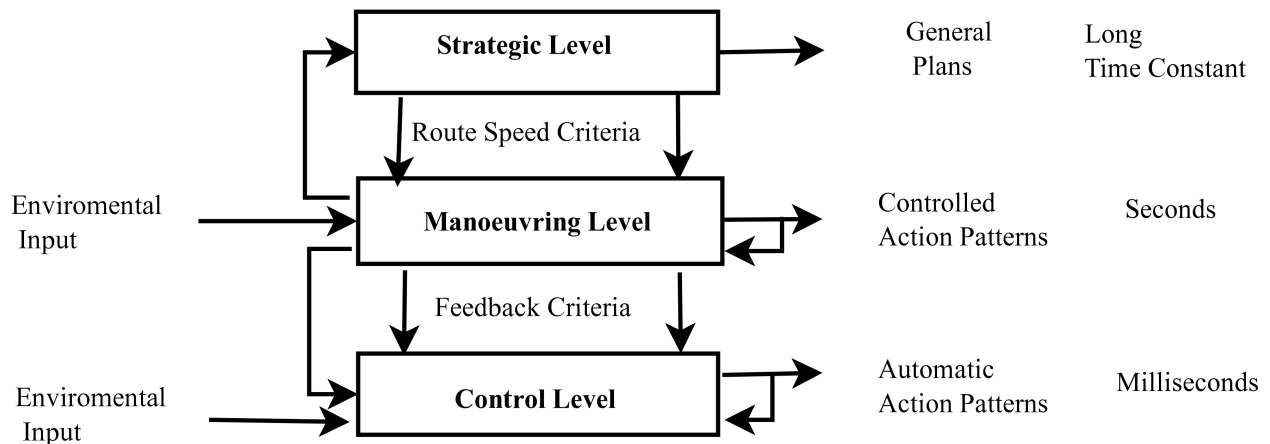 Strategic Level
General
Plans
Long
Time Constant
Route Speed Criteria
Enviromental
Input
Manoeuvring Level
Controlled
Action Patterns
Seconds
Feedback Criteria
Enviromental
Input
Control Level
Automatic
Action Patterns
Milliseconds